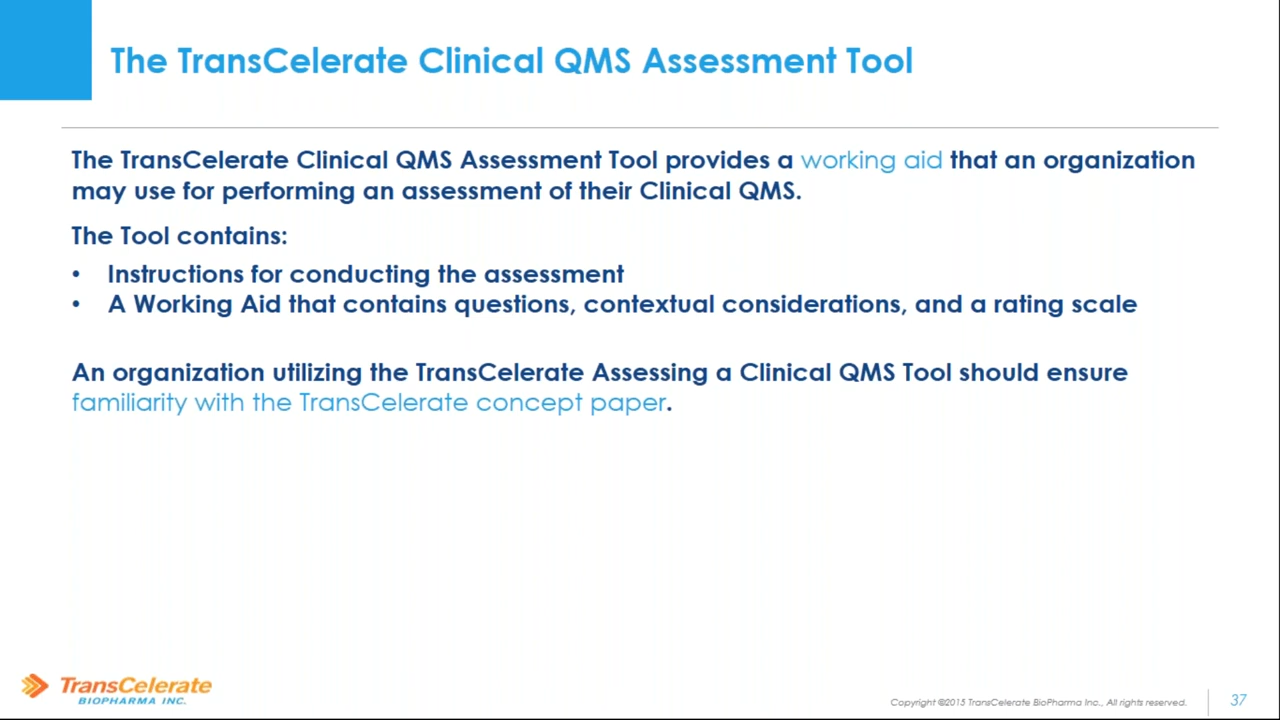 The TransCelerate Clinical QMS Assessment Tool
The TransCelerate Clinical QMS Assessment Tool provides a working aid that an organization
may use for performing an assessment of their Clinical QMS.
The Tool contains:
• Instructions for conducting the assessment
• A Working Aid that contains questions, contextual considerations, and a rating scale
An organization utilizing the TransCelerate Assessing a Clinical QMS Tool should ensure
familiarity with the TransCelerate concept paper.
TransCelerate
BIOPHARMA INC.
Copyright ©2015 TransCelerate BioPharma Inc., All rights reserved.
37